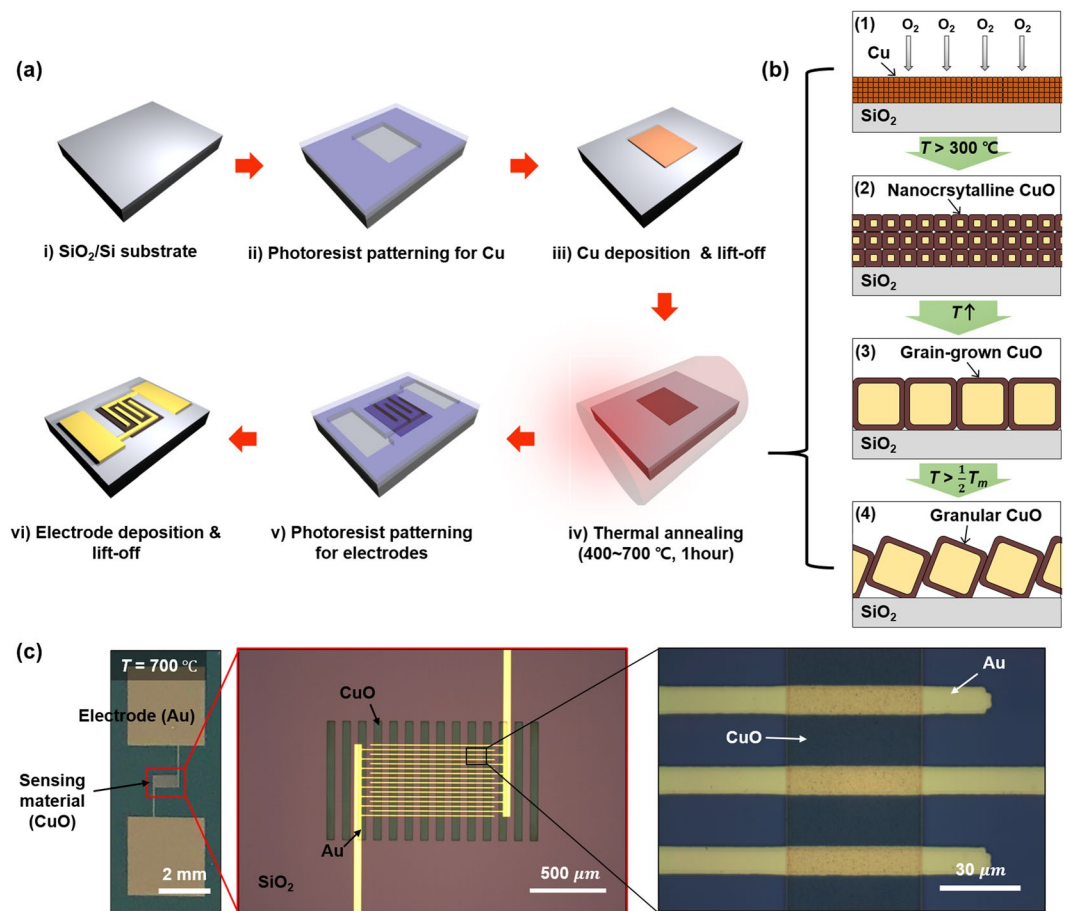 (a)
i) SiO₂/Si substrate
ii) Photoresist patterning for Cu
iii) Cu deposition & lift-off
vi) Electrode deposition &
lift-off
v) Photoresist patterning
for electrodes
iv) Thermal annealing
(400~700 ℃, 1hour)
(b)
(1)
O₂ O₂ O₂ O₂
Cu
SiO₂
T > 300 ℃
(2)
Nanocrsytalline CuO
SiO₂
T↑
(3)
Grain-grown CuO
SiO₂
T > 1/2 Tm
(4)
Granular CuO
SiO₂
(c)
T = 700 ℃
Electrode (Au)
Sensing
material
(CuO)
2 mm
CuO
Au
SiO₂
500 μm
Au
CuO
30 μm